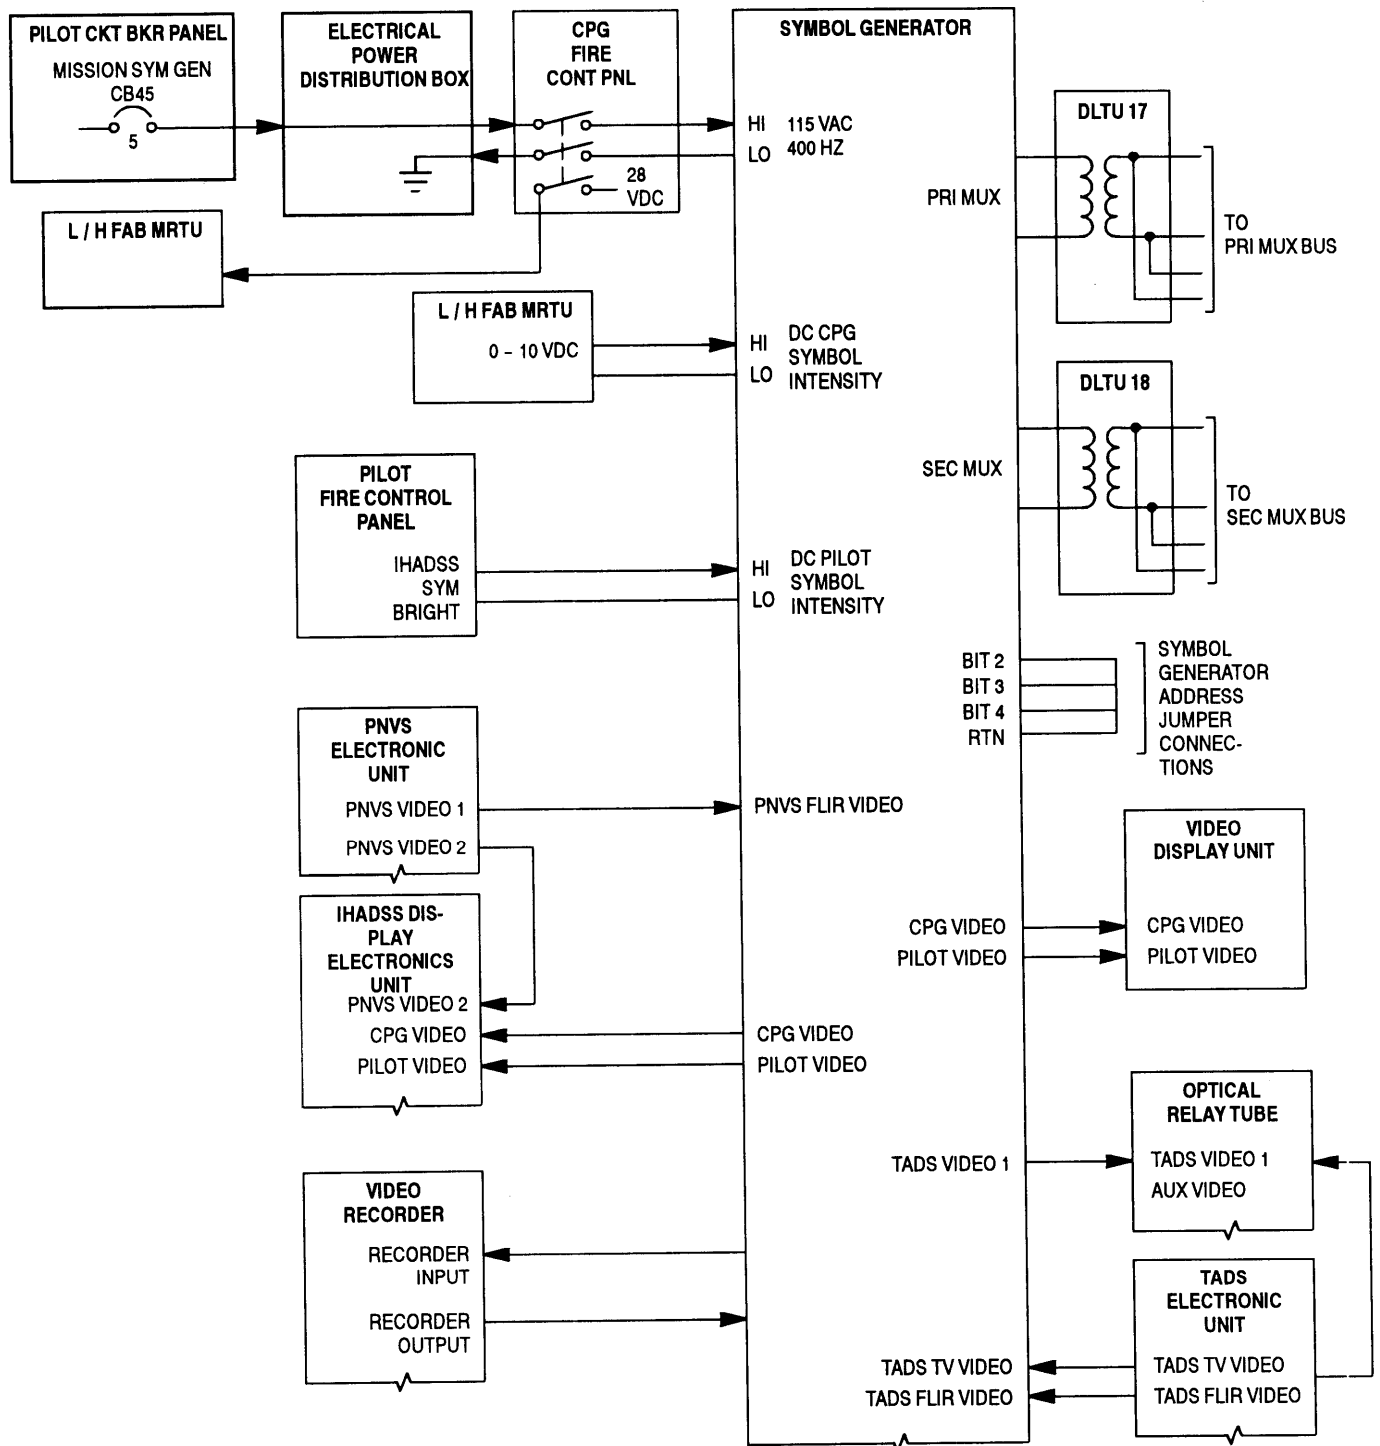 PILOT CKT BKR PANEL
MISSION SYM GEN
CB45
5
ELECTRICAL
POWER
DISTRIBUTION BOX
CPG
FIRE
CONT PNL
28
VDC
SYMBOL GENERATOR
HI 115 VAC
LO 400 HZ
L / H FAB MRTU
L / H FAB MRTU
0 – 10 VDC
HI DC CPG
SYMBOL
LO INTENSITY
PRI MUX
DLTU 17
TO
PRI MUX BUS
SEC MUX
DLTU 18
TO
SEC MUX BUS
PILOT
FIRE CONTROL
PANEL
IHADSS
SYM
BRIGHT
HI DC PILOT
SYMBOL
LO INTENSITY
BIT 2
BIT 3
BIT 4
RTN
SYMBOL
GENERATOR
ADDRESS
JUMPER
CONNEC-
TIONS
PNVS
ELECTRONIC
UNIT
PNVS VIDEO 1
PNVS VIDEO 2
PNVS FLIR VIDEO
VIDEO
DISPLAY UNIT
CPG VIDEO
PILOT VIDEO
CPG VIDEO
PILOT VIDEO
IHADSS DIS-
PLAY
ELECTRONICS
UNIT
PNVS VIDEO 2
CPG VIDEO
PILOT VIDEO
CPG VIDEO
PILOT VIDEO
TADS VIDEO 1
OPTICAL
RELAY TUBE
TADS VIDEO 1
AUX VIDEO
VIDEO
RECORDER
RECORDER
INPUT
RECORDER
OUTPUT
TADS TV VIDEO
TADS FLIR VIDEO
TADS
ELECTRONIC
UNIT
TADS TV VIDEO
TADS FLIR VIDEO